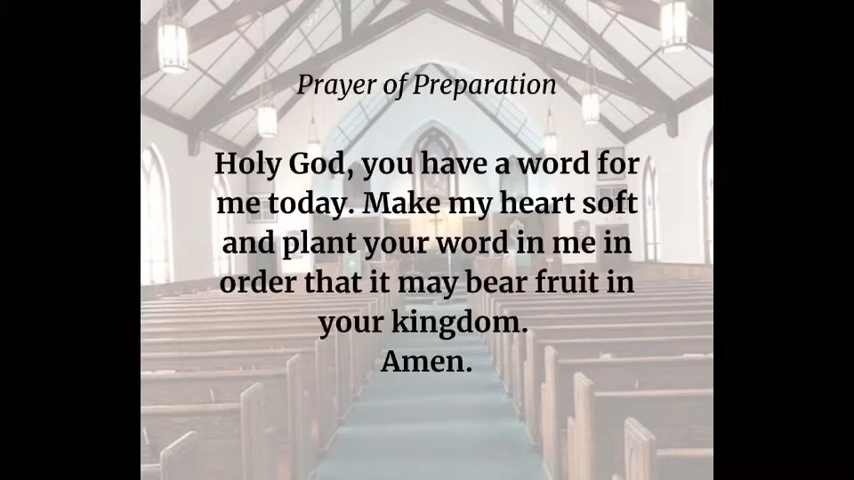 Prayer of Preparation
Holy God, you have a word for
me today. Make my heart soft
and plant your word in me in
order that it may bear fruit in
your kingdom.
Amen.